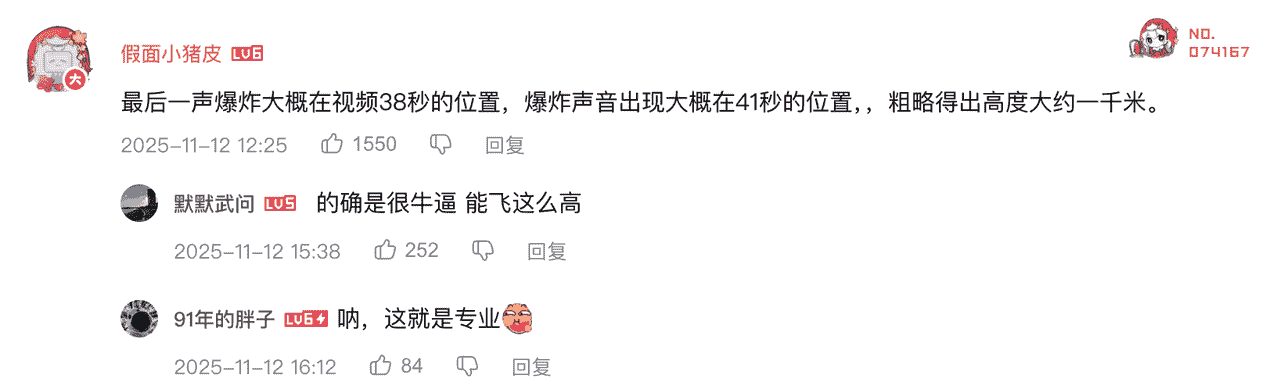 假面小猪皮 LV6
NO.
074167
最后一声爆炸大概在视频38秒的位置，爆炸声音出现大概在41秒的位置，，粗略得出高度大约一千米。
2025-11-12 12:25 1550 回复
默默武问 LV5 的确是很牛逼 能飞这么高
2025-11-12 15:38 252 回复
91年的胖子 LV6 呐，这就是专业
2025-11-12 16:12 84 回复